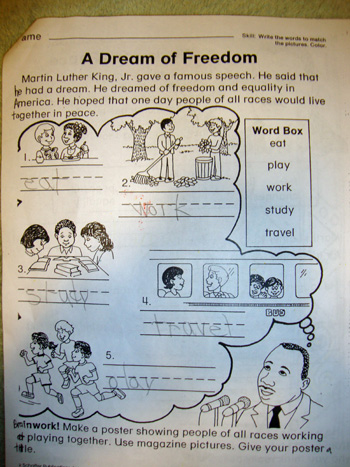 ame
Skill: Write the words to match
the pictures. Color.
A Dream of Freedom
Martin Luther King, Jr. gave a famous speech. He said that
he had a dream. He dreamed of freedom and equality in
America. He hoped that one day people of all races would live
together in peace.
Word Box
eat
play
work
study
travel
1.
eat
2.
work
3.
study
4.
travel
BUS
5.
play
Brainwork! Make a poster showing people of all races working
or playing together. Use magazine pictures. Give your poster a
title.